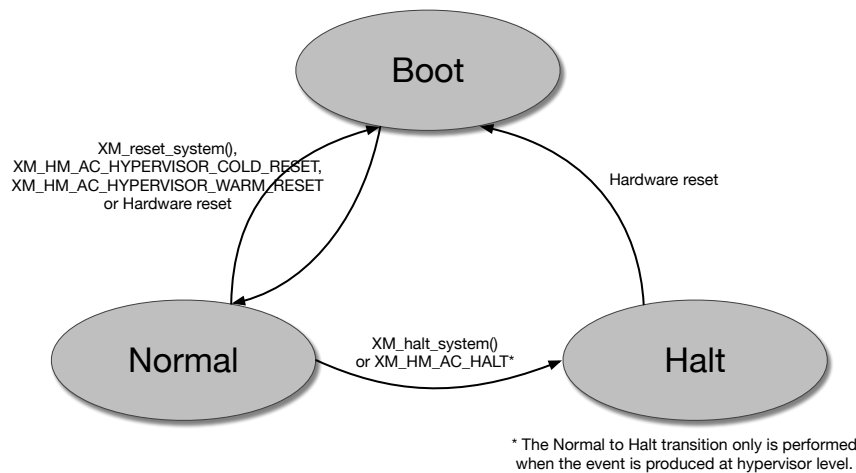 Boot
XM_reset_system(),
XM_HM_AC_HYPERVISOR_COLD_RESET,
XM_HM_AC_HYPERVISOR_WARM_RESET
or Hardware reset
Hardware reset
Normal
XM_halt_system()
or XM_HM_AC_HALT*
Halt
* The Normal to Halt transition only is performed
when the event is produced at hypervisor level.